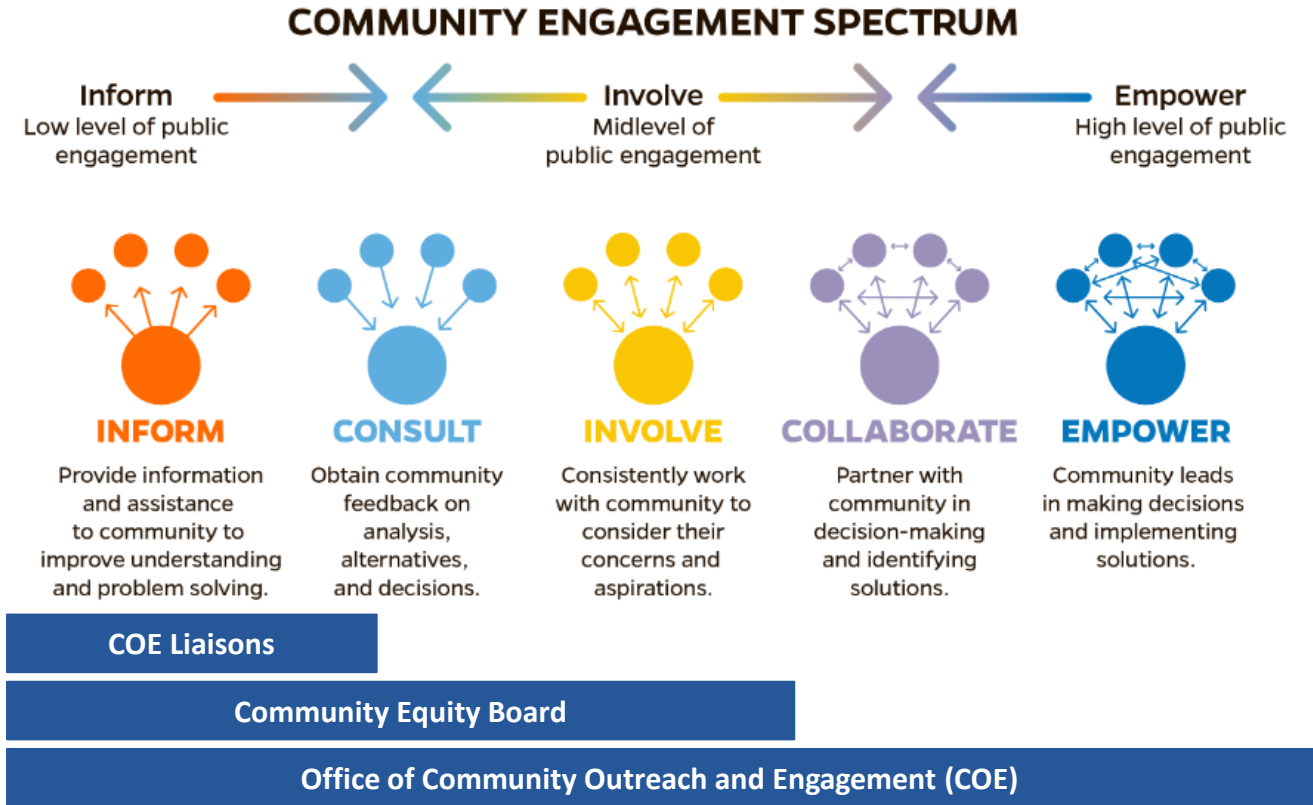 COMMUNITY ENGAGEMENT SPECTRUM
Inform
Low level of public
engagement
Involve
Midlevel of
public engagement
Empower
High level of public
engagement
INFORM
Provide information
and assistance
to community to
improve understanding
and problem solving.
CONSULT
Obtain community
feedback on
analysis,
alternatives,
and decisions.
INVOLVE
Consistently work
with community to
consider their
concerns and
aspirations.
COLLABORATE
Partner with
community in
decision-making
and identifying
solutions.
EMPOWER
Community leads
in making decisions
and implementing
solutions.
COE Liaisons
Community Equity Board
Office of Community Outreach and Engagement (COE)